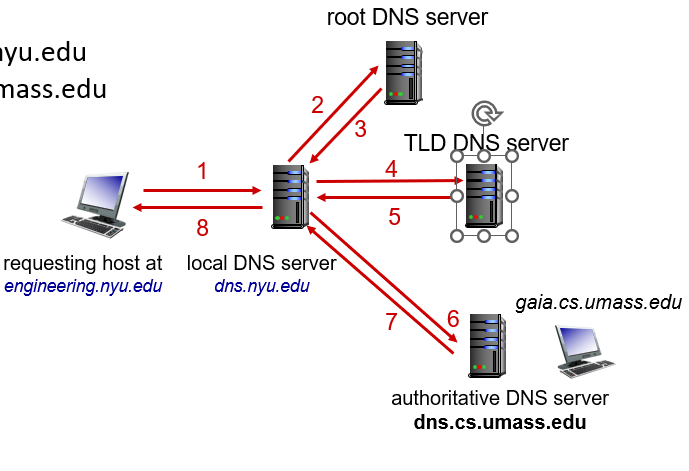 root DNS server
nyu.edu
mass.edu
2
3
TLD DNS server
1
4
8
5
requesting host at
engineering.nyu.edu
local DNS server
dns.nyu.edu
7
6
gaia.cs.umass.edu
authoritative DNS server
dns.cs.umass.edu